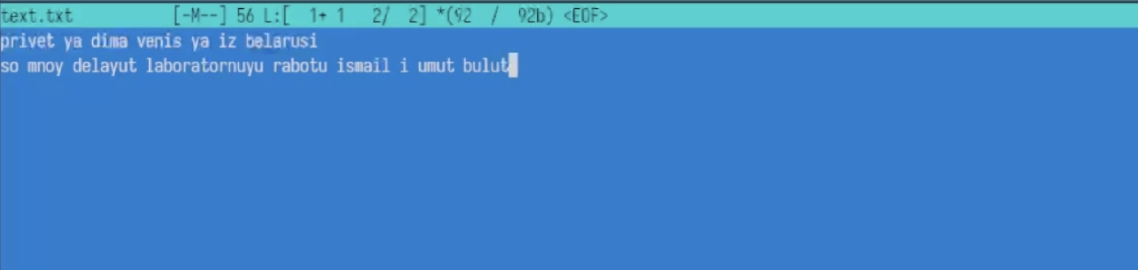 text.txt [-M--] 56 L:[ 1+ 1 2/ 2] *(92 / 92b) <EOF>
privet ya dima venis ya iz belarusi
so mnoy delayut laboratornuyu rabotu ismail i umut bulut